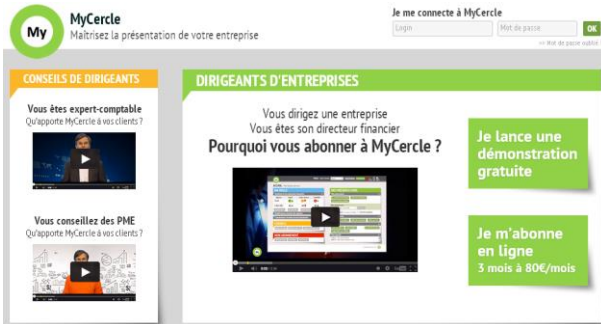 My
MyCercle
Maîtrisez la présentation de votre entreprise
Je me connecte à MyCercle
Login
Mot de passe
OK
>> Mot de passe oublié
CONSEILS DE DIRIGEANTS
Vous êtes expert-comptable
Qu'apporte MyCercle à vos clients ?
Vous conseillez des PME
Qu'apporte MyCercle à vos clients ?
DIRIGEANTS D'ENTREPRISES
Vous dirigez une entreprise
Vous êtes son directeur financier
Pourquoi vous abonner à MyCercle ?
Je lance une
démonstration
gratuite
Je m'abonne
en ligne
3 mois à 80€/mois